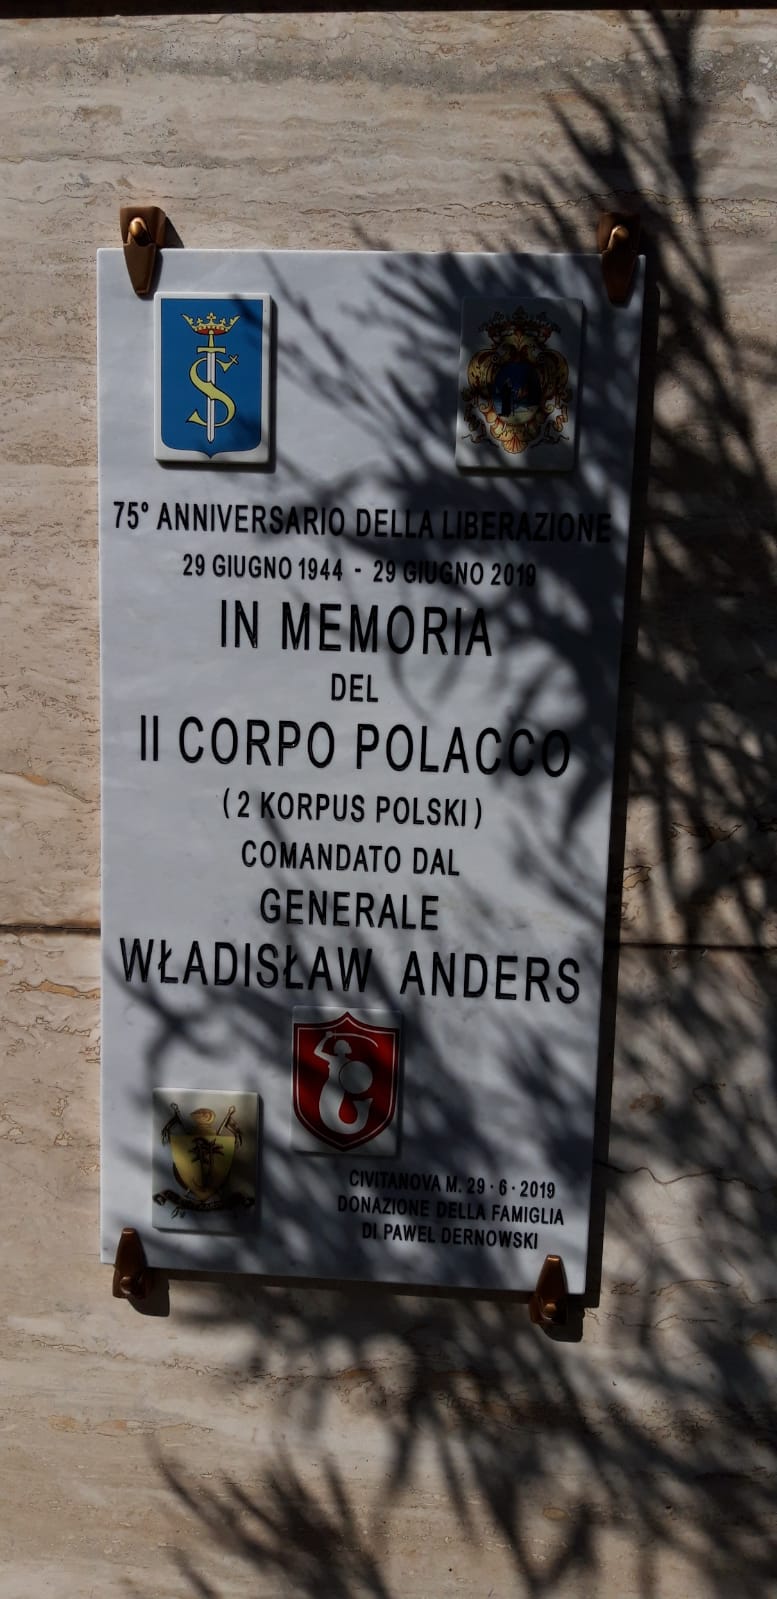 75° ANNIVERSARIO DELLA LIBERAZIONE
29 GIUGNO 1944 - 29 GIUGNO 2019
IN MEMORIA
DEL
II CORPO POLACCO
( 2 KORPUS POLSKI )
COMANDATO DAL
GENERALE
WŁADISŁAW ANDERS
CIVITANOVA M. 29·6·2019
DONAZIONE DELLA FAMIGLIA
DI PAWEL DERNOWSKI